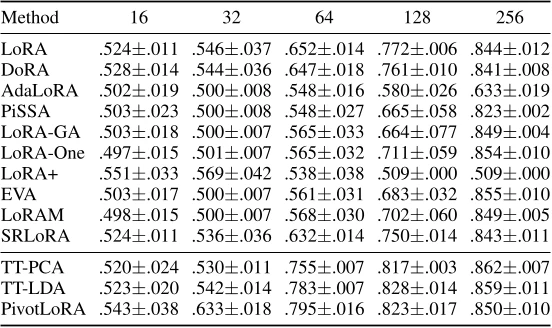 Method 16 32 64 128 256
LoRA .524±.011 .546±.037 .652±.014 .772±.006 .844±.012
DoRA .528±.014 .544±.036 .647±.018 .761±.010 .841±.008
AdaLoRA .502±.019 .500±.008 .548±.016 .580±.026 .633±.019
PiSSA .503±.023 .500±.008 .548±.027 .665±.058 .823±.002
LoRA-GA .503±.018 .500±.007 .565±.033 .664±.077 .849±.004
LoRA-One .497±.015 .501±.007 .565±.032 .711±.059 .854±.010
LoRA+ .551±.033 .569±.042 .538±.038 .509±.000 .509±.000
EVA .503±.017 .500±.007 .561±.031 .683±.032 .855±.010
LoRAM .498±.015 .500±.007 .568±.030 .702±.060 .849±.005
SRLoRA .524±.011 .536±.036 .632±.014 .750±.014 .843±.011
TT-PCA .520±.024 .530±.011 .755±.007 .817±.003 .862±.007
TT-LDA .523±.020 .542±.014 .783±.007 .828±.014 .859±.011
PivotLoRA .543±.038 .633±.018 .795±.016 .823±.017 .850±.010